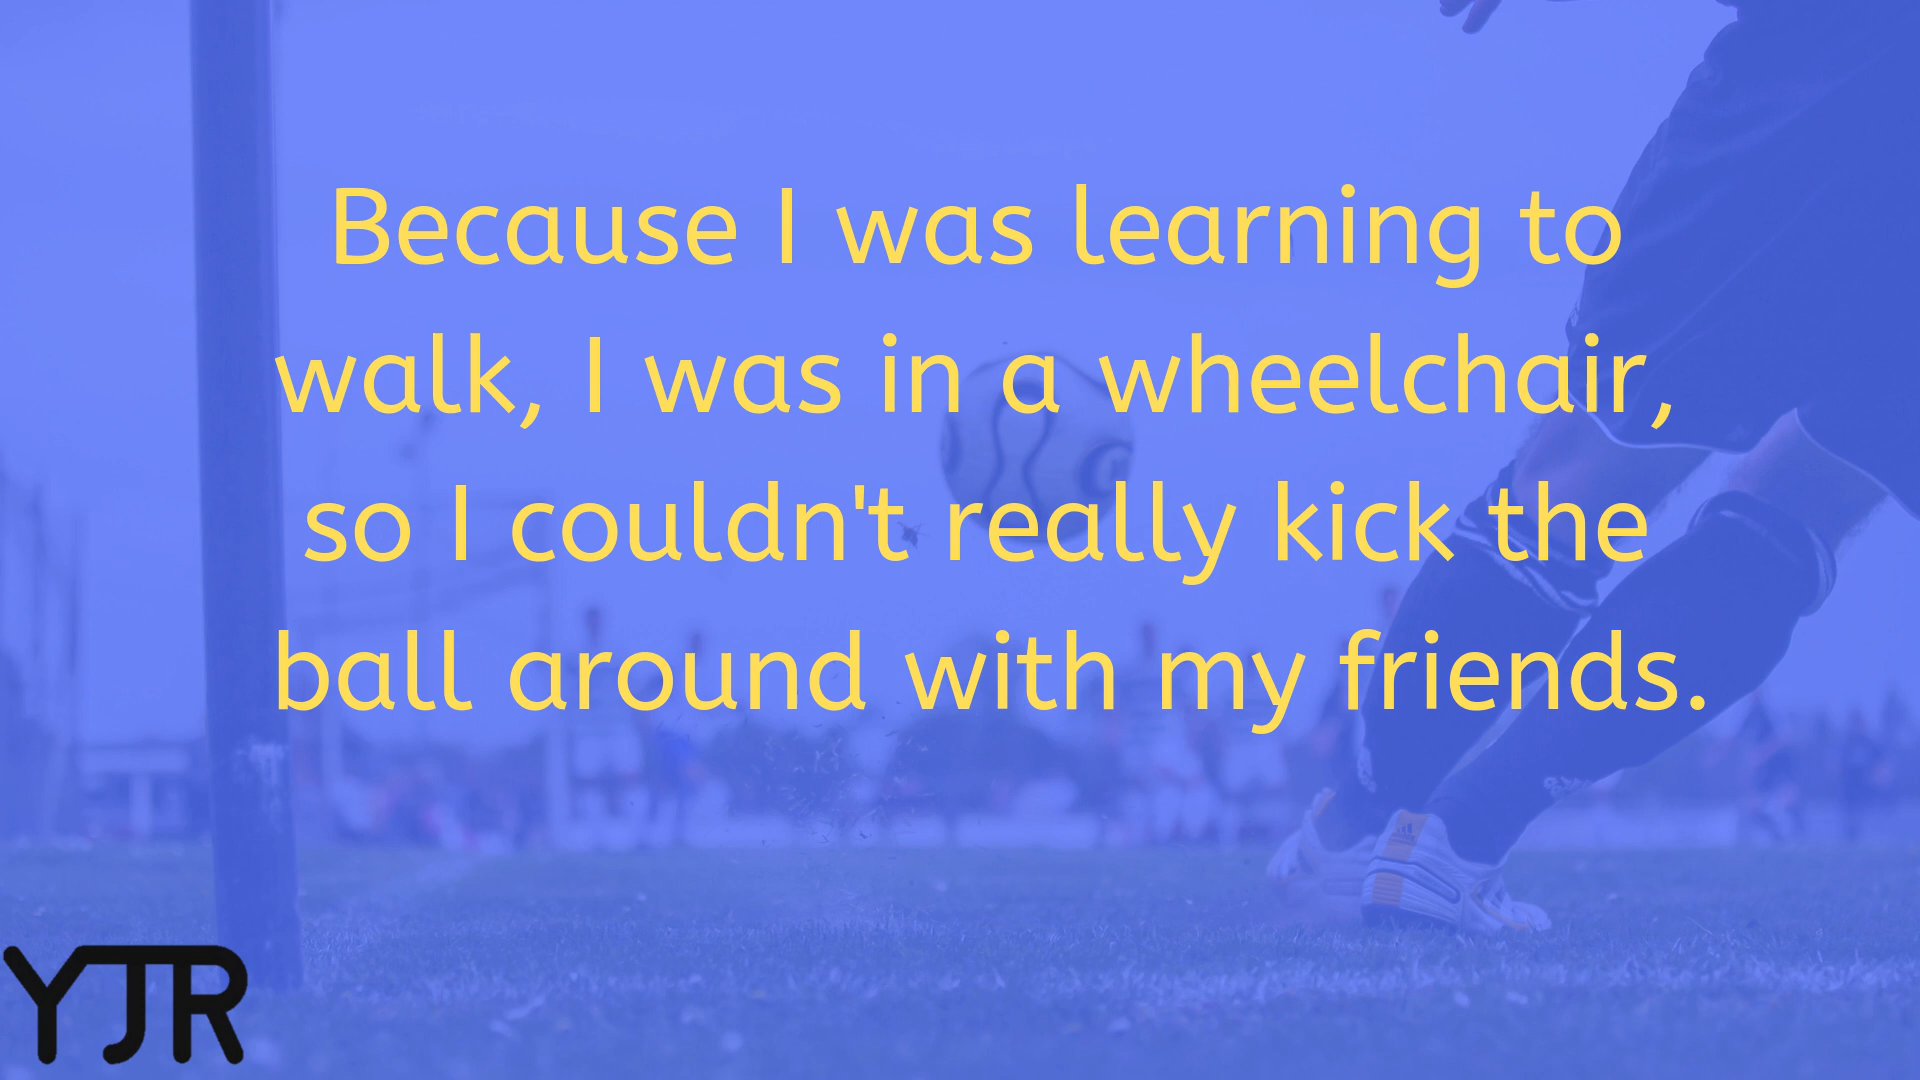 Because I was learning to
walk, I was in a wheelchair,
so I couldn't really kick the
ball around with my friends.
YJR